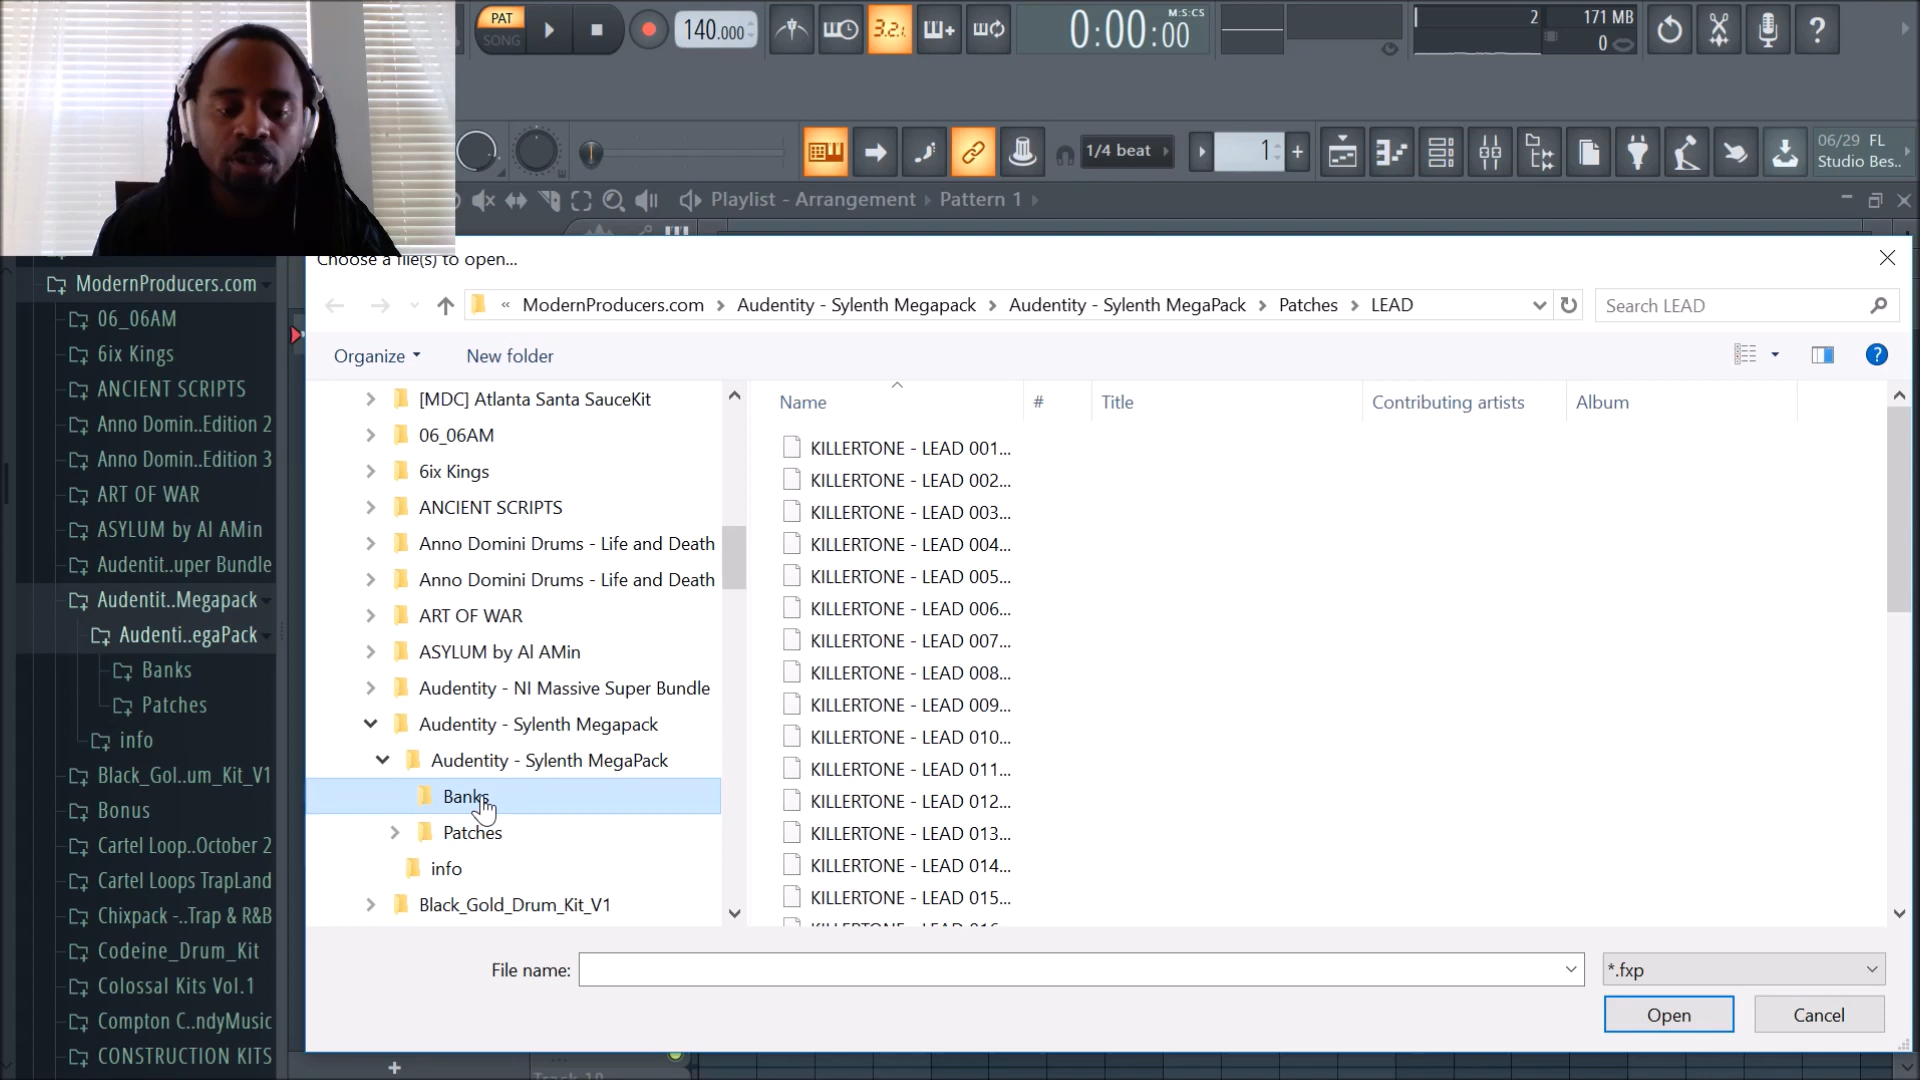 PAT
SONG
140.000
3.2.
0:00:00
M:S:CS
2
171 MB
0
?
1/4 beat
1
+
06/29 FL
Studio Bes..
Playlist - Arrangement
Pattern 1
ModernProducers.com
06_06AM
6ix Kings
ANCIENT SCRIPTS
Anno Domin..Edition 2
Anno Domin..Edition 3
ART OF WAR
ASYLUM by Al AMin
Audentit..uper Bundle
Audentit..Megapack
Audenti..egaPack
Banks
Patches
info
Black_Gol..um_Kit_V1
Bonus
Cartel Loop..October 2
Cartel Loops TrapLand
Chixpack -..Trap & R&B
Codeine_Drum_Kit
Colossal Kits Vol.1
Compton C..ndyMusic
CONSTRUCTION KITS
Choose a file(s) to open...
« ModernProducers.com > Audentity - Sylenth Megapack > Audentity - Sylenth MegaPack > Patches > LEAD
Search LEAD
Organize
New folder
?
[MDC] Atlanta Santa SauceKit
06_06AM
6ix Kings
ANCIENT SCRIPTS
Anno Domini Drums - Life and Death
Anno Domini Drums - Life and Death
ART OF WAR
ASYLUM by Al AMin
Audentity - NI Massive Super Bundle
Audentity - Sylenth Megapack
Audentity - Sylenth MegaPack
Banks
Patches
info
Black_Gold_Drum_Kit_V1
Name
#
Title
Contributing artists
Album
KILLERTONE - LEAD 001...
KILLERTONE - LEAD 002...
KILLERTONE - LEAD 003...
KILLERTONE - LEAD 004...
KILLERTONE - LEAD 005...
KILLERTONE - LEAD 006...
KILLERTONE - LEAD 007...
KILLERTONE - LEAD 008...
KILLERTONE - LEAD 009...
KILLERTONE - LEAD 010...
KILLERTONE - LEAD 011...
KILLERTONE - LEAD 012...
KILLERTONE - LEAD 013...
KILLERTONE - LEAD 014...
KILLERTONE - LEAD 015...
File name:
*.fxp
Open
Cancel
+